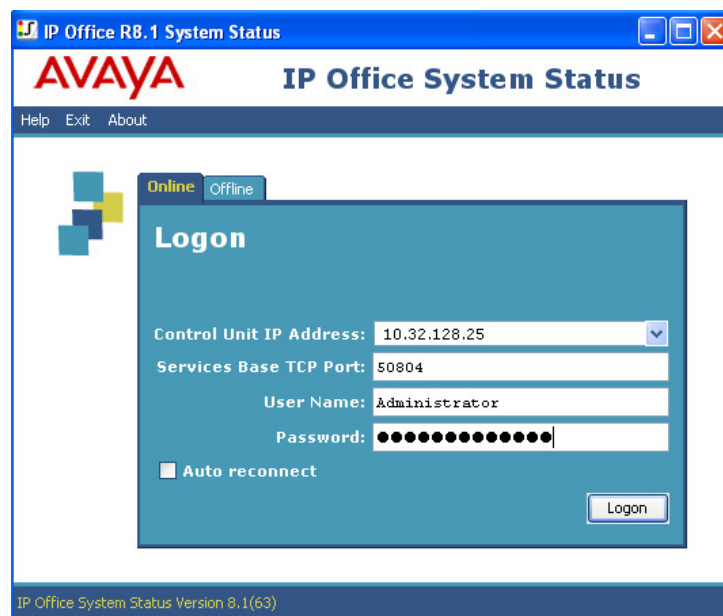 IP Office R8.1 System Status
AVAYA IP Office System Status
Help Exit About
Online Offline
Logon
Control Unit IP Address: 10.32.128.25
Services Base TCP Port: 50804
User Name: Administrator
Password: ●●●●●●●●●●●●●
Auto reconnect
Logon
IP Office System Status Version 8.1(63)